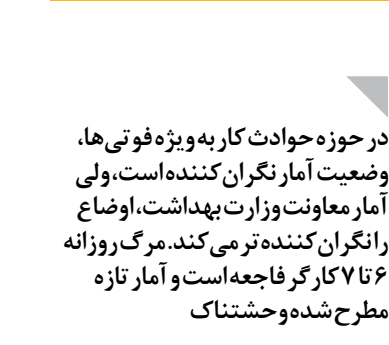 در حوزه حوادث کار به‌ویژه فوتی‌ها،
وضعیت آمار نگران کننده است، ولی
آمار معاونت وزارت بهداشت، اوضاع
را نگران کننده تر می کند. مرگ روزانه
۶ تا ۷ کارگر فاجعه است و آمار تازه
مطرح شده وحشتناک